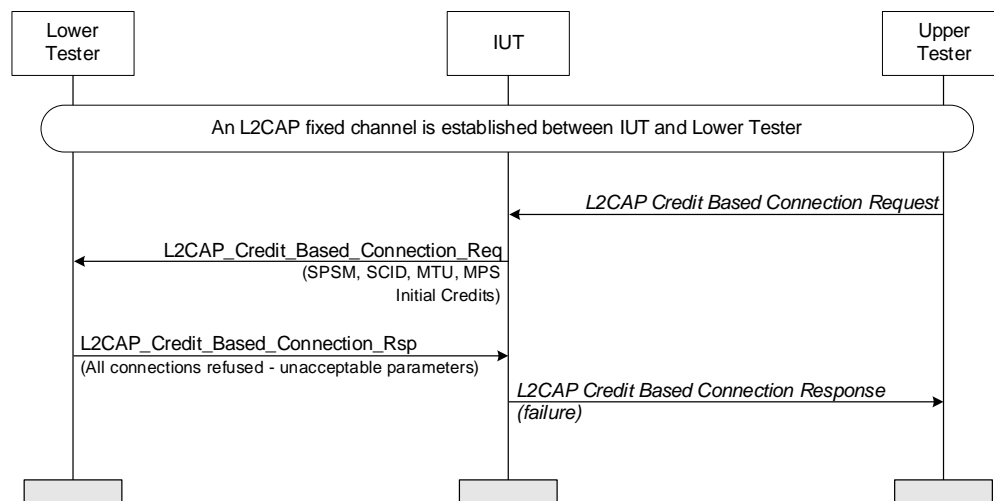 Lower
Tester
IUT
Upper
Tester
An L2CAP fixed channel is established between IUT and Lower Tester
L2CAP Credit Based Connection Request
L2CAP_Credit_Based_Connection_Req
(SPSM, SCID, MTU, MPS
Initial Credits)
L2CAP_Credit_Based_Connection_Rsp
(All connections refused - unacceptable parameters)
L2CAP Credit Based Connection Response
(failure)